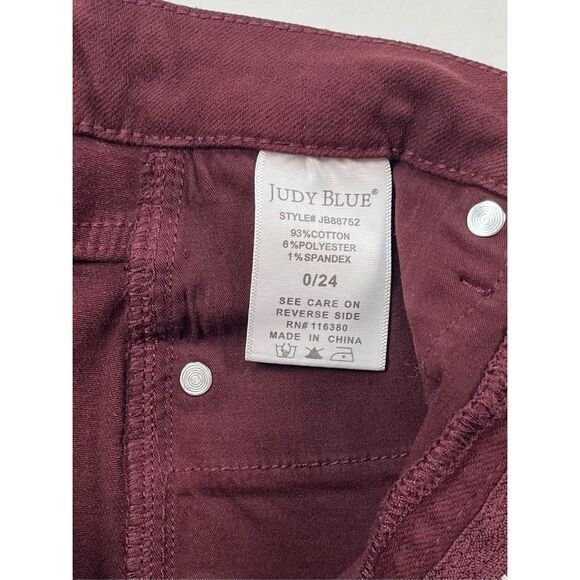 JUDY BLUE®
STYLE# JB88752
93%COTTON
6%POLYESTER
1%SPANDEX
0/24
SEE CARE ON
REVERSE SIDE
RN# 116380
MADE IN CHINA